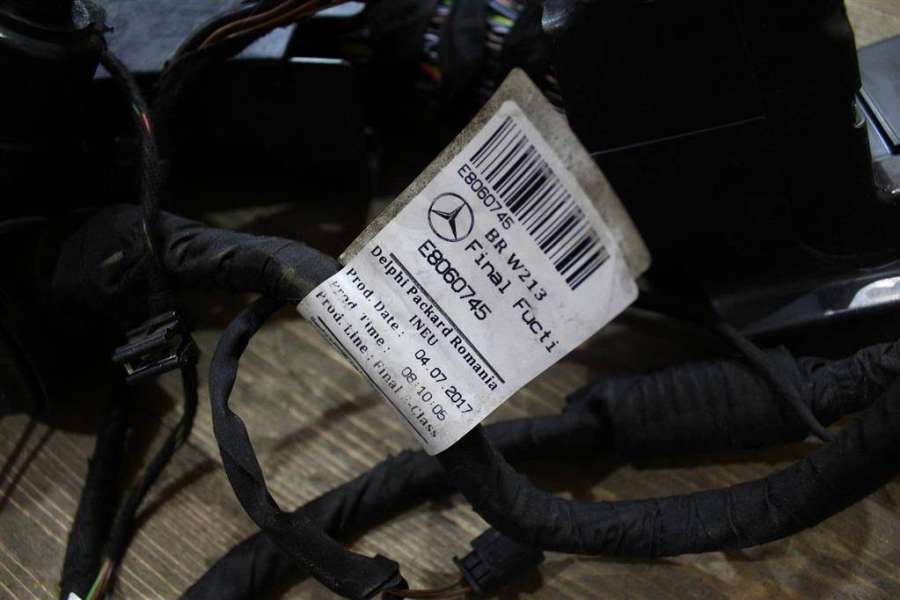 E8060745
BR W213
Final Fucti
E8060745
Delphi Packard Romania
INEU
Prod. Date : 04.07.2017
Prod. Time : 08:10:05
Prod. Line : Final E-Class